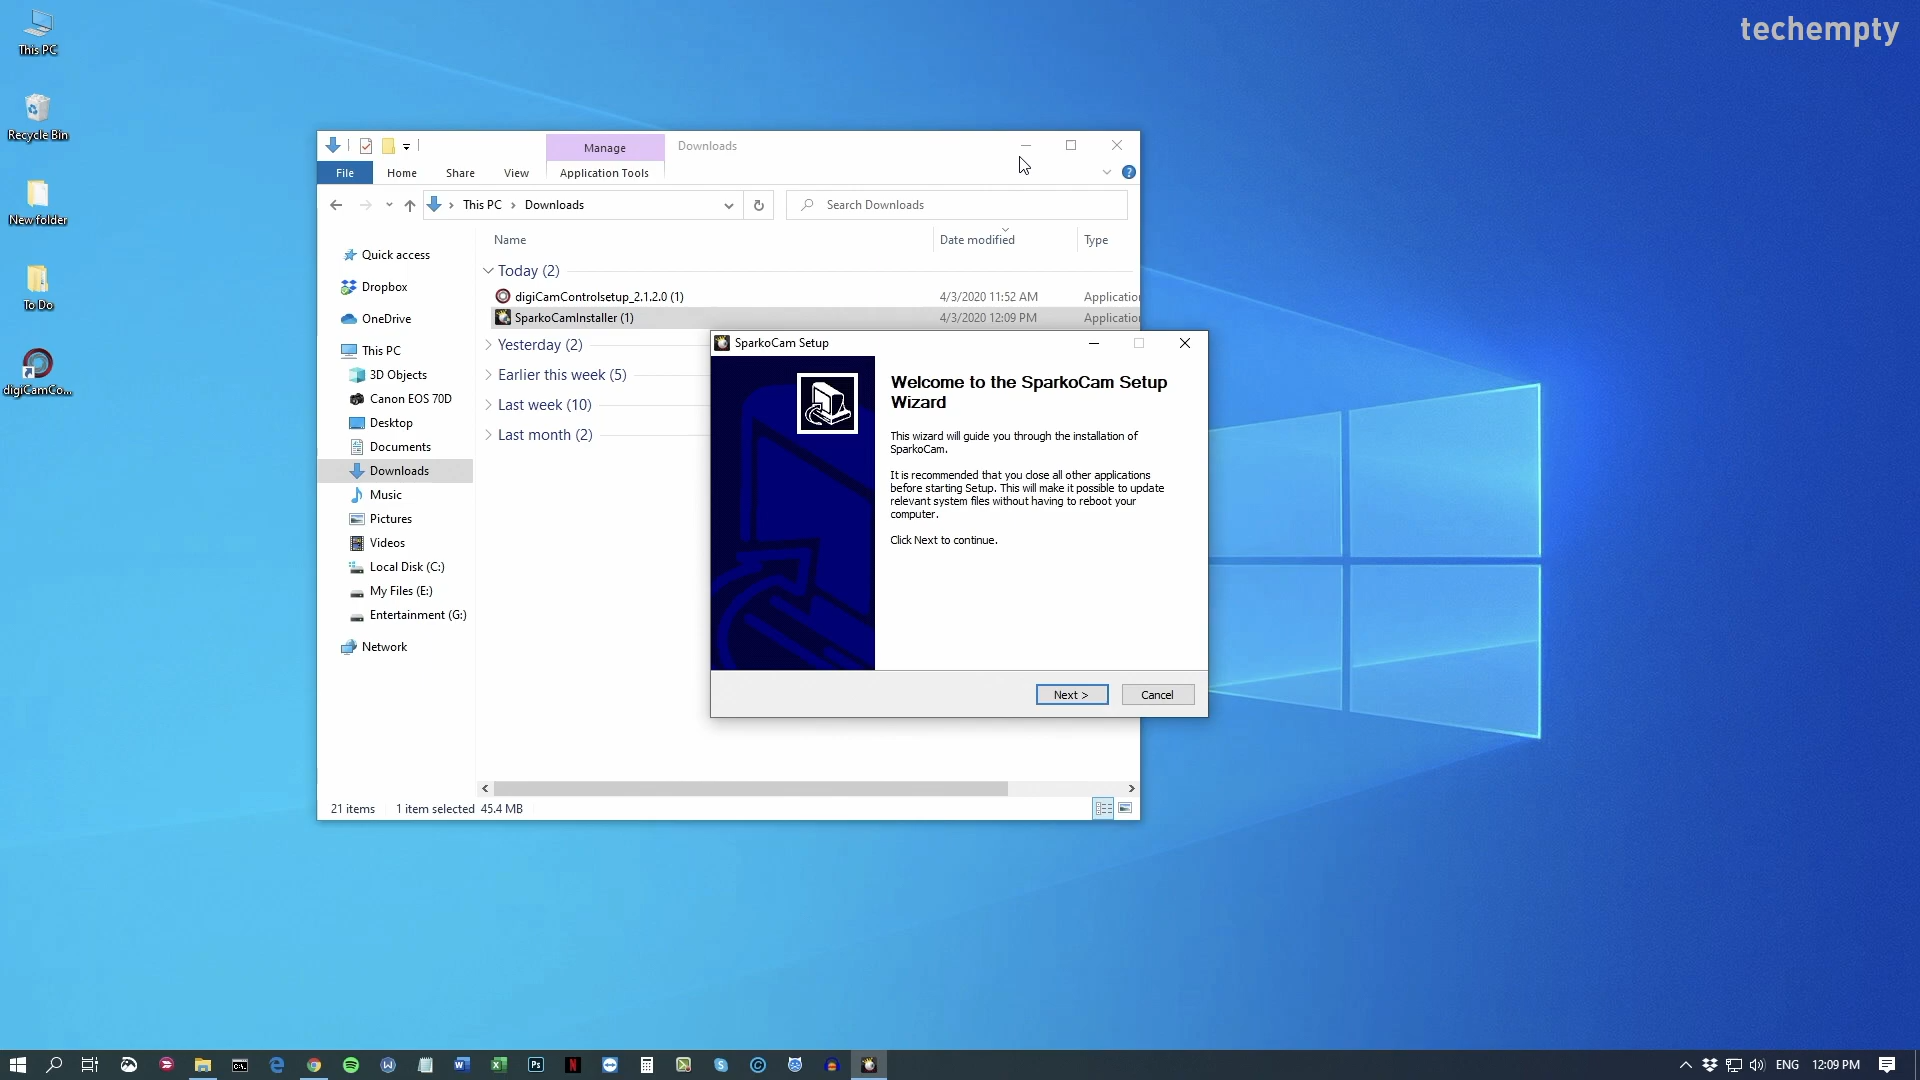 techempty
This PC
Recycle Bin
New folder
To Do
digiCamCo...
Manage
Downloads
File
Home
Share
View
Application Tools
This PC
Downloads
Search Downloads
Name
Date modified
Type
Quick access
Dropbox
OneDrive
This PC
3D Objects
Canon EOS 70D
Desktop
Documents
Downloads
Music
Pictures
Videos
Local Disk (C:)
My Files (E:)
Entertainment (G:)
Network
Today (2)
digiCamControlsetup_2.1.2.0 (1) 4/3/2020 11:52 AM Applicatio
SparkoCamInstaller (1) 4/3/2020 12:09 PM Applicatio
Yesterday (2)
Earlier this week (5)
Last week (10)
Last month (2)
SparkoCam Setup
Welcome to the SparkoCam Setup
Wizard
This wizard will guide you through the installation of
SparkoCam.
It is recommended that you close all other applications
before starting Setup. This will make it possible to update
relevant system files without having to reboot your
computer.
Click Next to continue.
Next >
Cancel
21 items
1 item selected 45.4 MB
ENG
12:09 PM